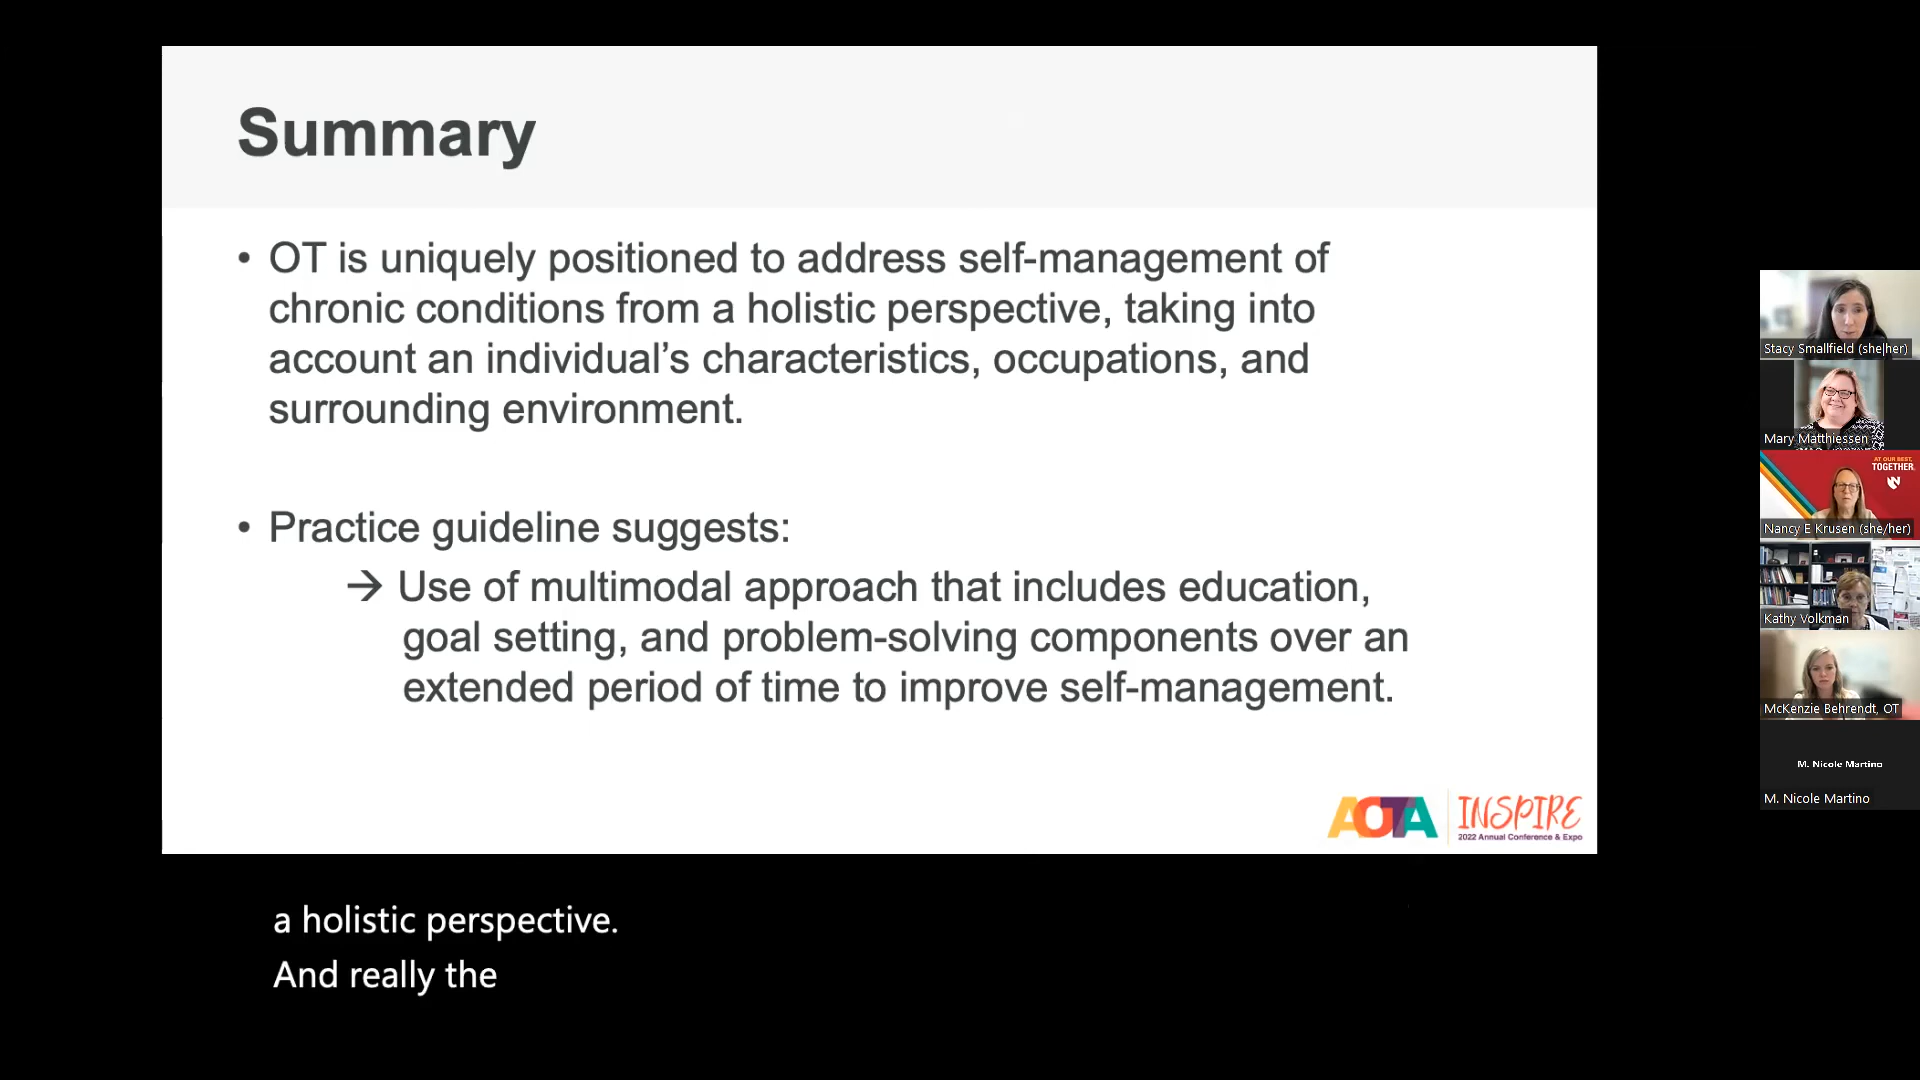 Summary
• OT is uniquely positioned to address self-management of
chronic conditions from a holistic perspective, taking into
account an individual’s characteristics, occupations, and
surrounding environment.
• Practice guideline suggests:
→ Use of multimodal approach that includes education,
goal setting, and problem-solving components over an
extended period of time to improve self-management.
AOTA INSPIRE
2022 Annual Conference & Expo
a holistic perspective.
And really the
Stacy Smallfield (she|her)
Mary Matthiessen
AT OUR BEST,
TOGETHER.
Nancy E Krusen (she/her)
Kathy Volkman
McKenzie Behrendt, OT
M. Nicole Martino
M. Nicole Martino